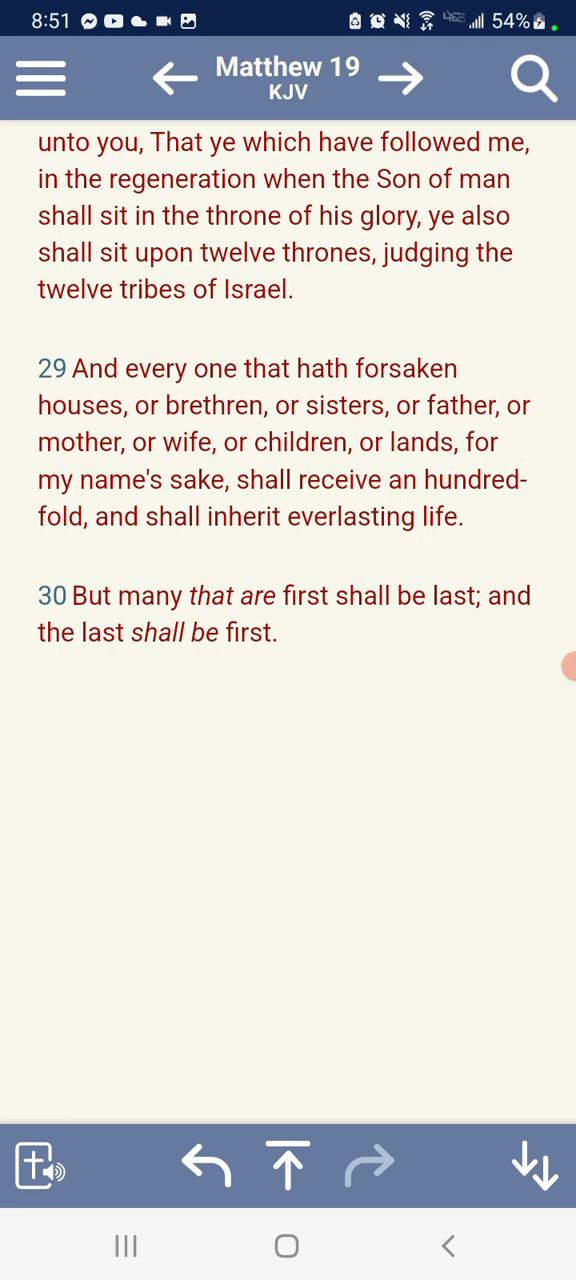 8:51
54%
Matthew 19
KJV
unto you, That ye which have followed me,
in the regeneration when the Son of man
shall sit in the throne of his glory, ye also
shall sit upon twelve thrones, judging the
twelve tribes of Israel.
29 And every one that hath forsaken
houses, or brethren, or sisters, or father, or
mother, or wife, or children, or lands, for
my name's sake, shall receive an hundred-
fold, and shall inherit everlasting life.
30 But many that are first shall be last; and
the last shall be first.